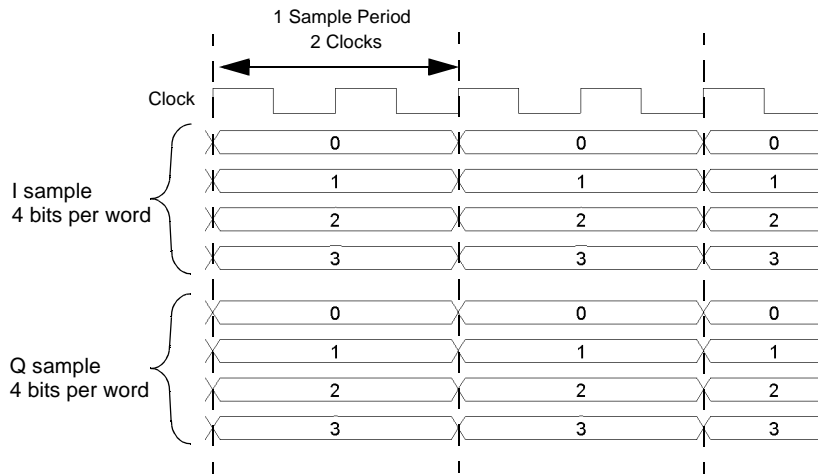 1 Sample Period
2 Clocks
Clock
0 0 0
I sample
4 bits per word
1 1 1
2 2 2
3 3 3
0 0 0
Q sample
4 bits per word
1 1 1
2 2 2
3 3 3